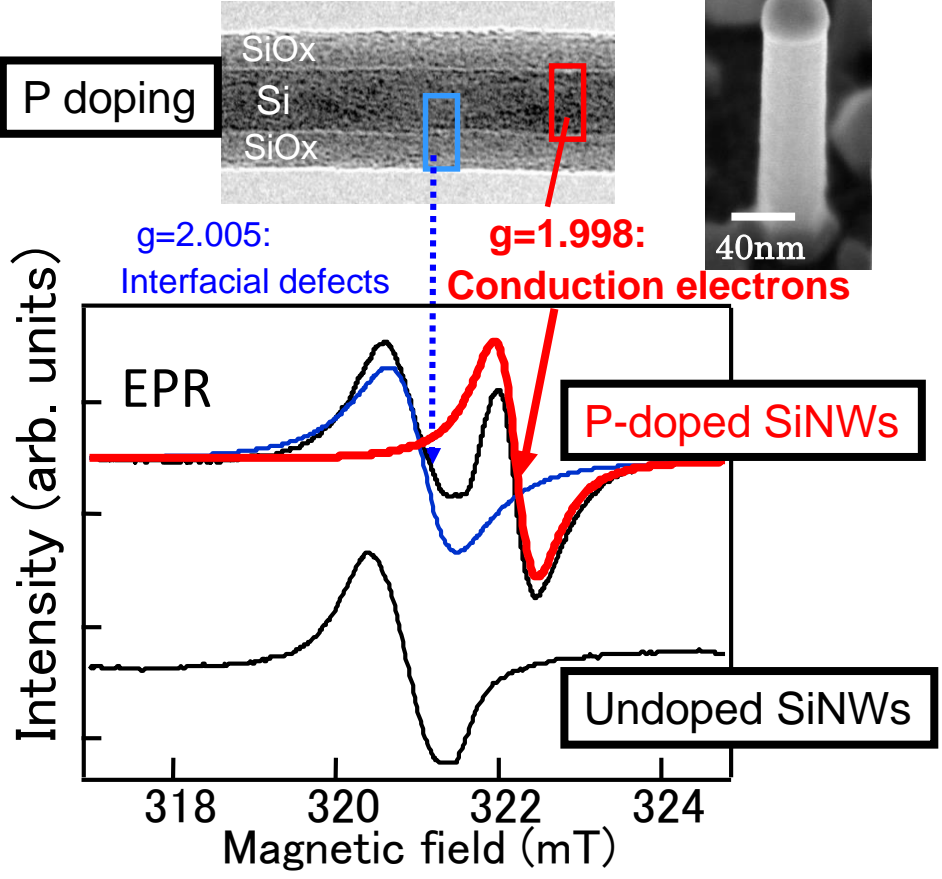 P doping
SiOx
Si
SiOx
40nm
g=2.005:
Interfacial defects
g=1.998:
Conduction electrons
EPR
P-doped SiNWs
Undoped SiNWs
Intensity (arb. units)
318 320 322 324
Magnetic field (mT)